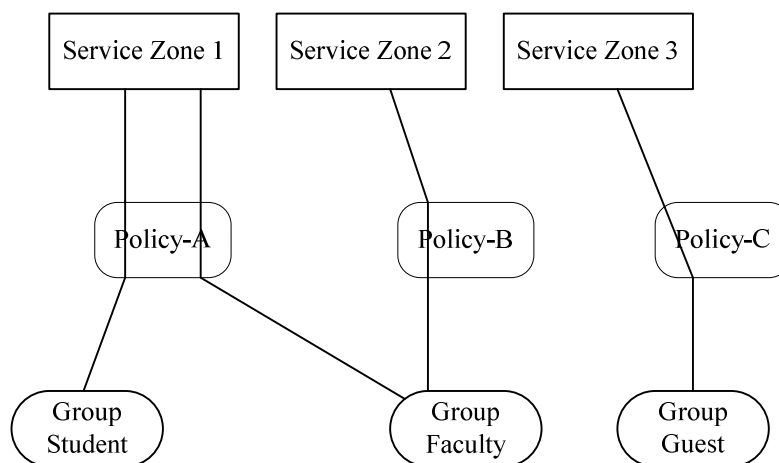 Service Zone 1
Service Zone 2
Service Zone 3
Policy-A
Policy-B
Policy-C
Group
Student
Group
Faculty
Group
Guest